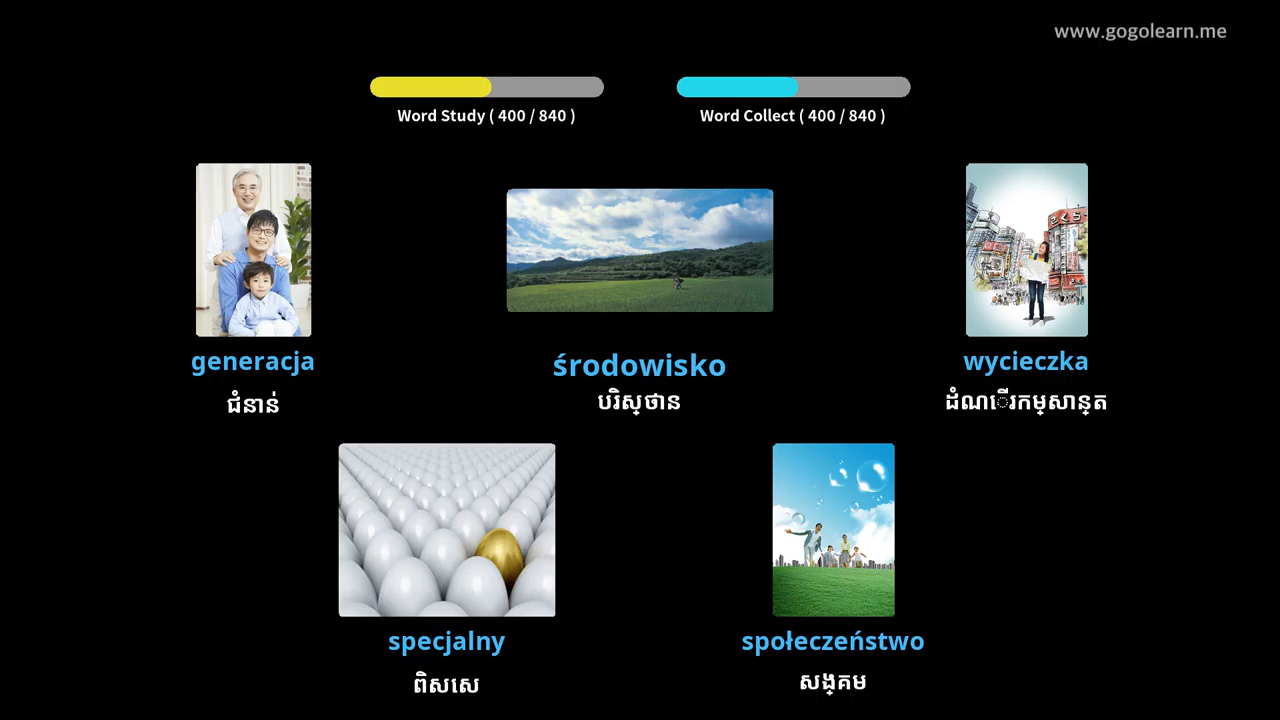 www.gogolearn.me
Word Study ( 400 / 840 )
Word Collect ( 400 / 840 )
generacja
ជំនាន់
środowisko
បរិស្ថាន
wycieczka
ដំណើរកម្សាន្ត
specjalny
ពិសសេ
społeczeństwo
សង្គម